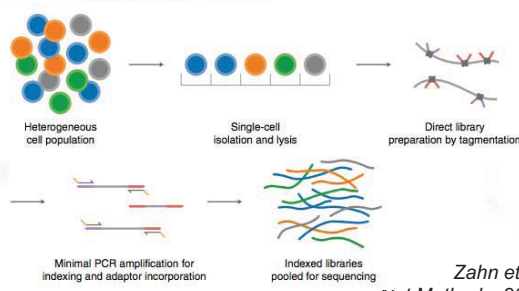 Heterogeneous
cell population
Single-cell
isolation and lysis
Direct library
preparation by tagmentation
Minimal PCR amplification for
indexing and adaptor incorporation
Indexed libraries
pooled for sequencing
Zahn et